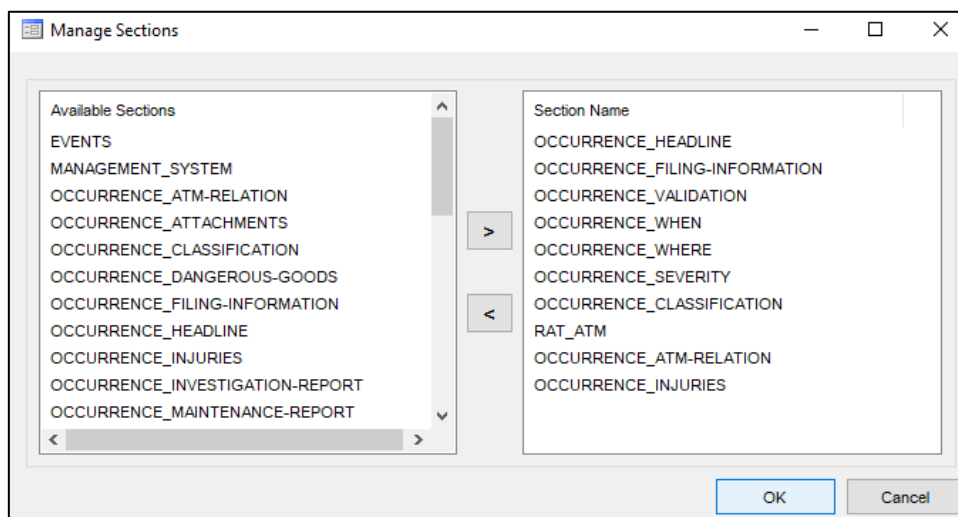 Manage Sections
Available Sections
EVENTS
MANAGEMENT_SYSTEM
OCCURRENCE_ATM-RELATION
OCCURRENCE_ATTACHMENTS
OCCURRENCE_CLASSIFICATION
OCCURRENCE_DANGEROUS-GOODS
OCCURRENCE_FILING-INFORMATION
OCCURRENCE_HEADLINE
OCCURRENCE_INJURIES
OCCURRENCE_INVESTIGATION-REPORT
OCCURRENCE_MAINTENANCE-REPORT
>
<
Section Name
OCCURRENCE_HEADLINE
OCCURRENCE_FILING-INFORMATION
OCCURRENCE_VALIDATION
OCCURRENCE_WHEN
OCCURRENCE_WHERE
OCCURRENCE_SEVERITY
OCCURRENCE_CLASSIFICATION
RAT_ATM
OCCURRENCE_ATM-RELATION
OCCURRENCE_INJURIES
OK
Cancel